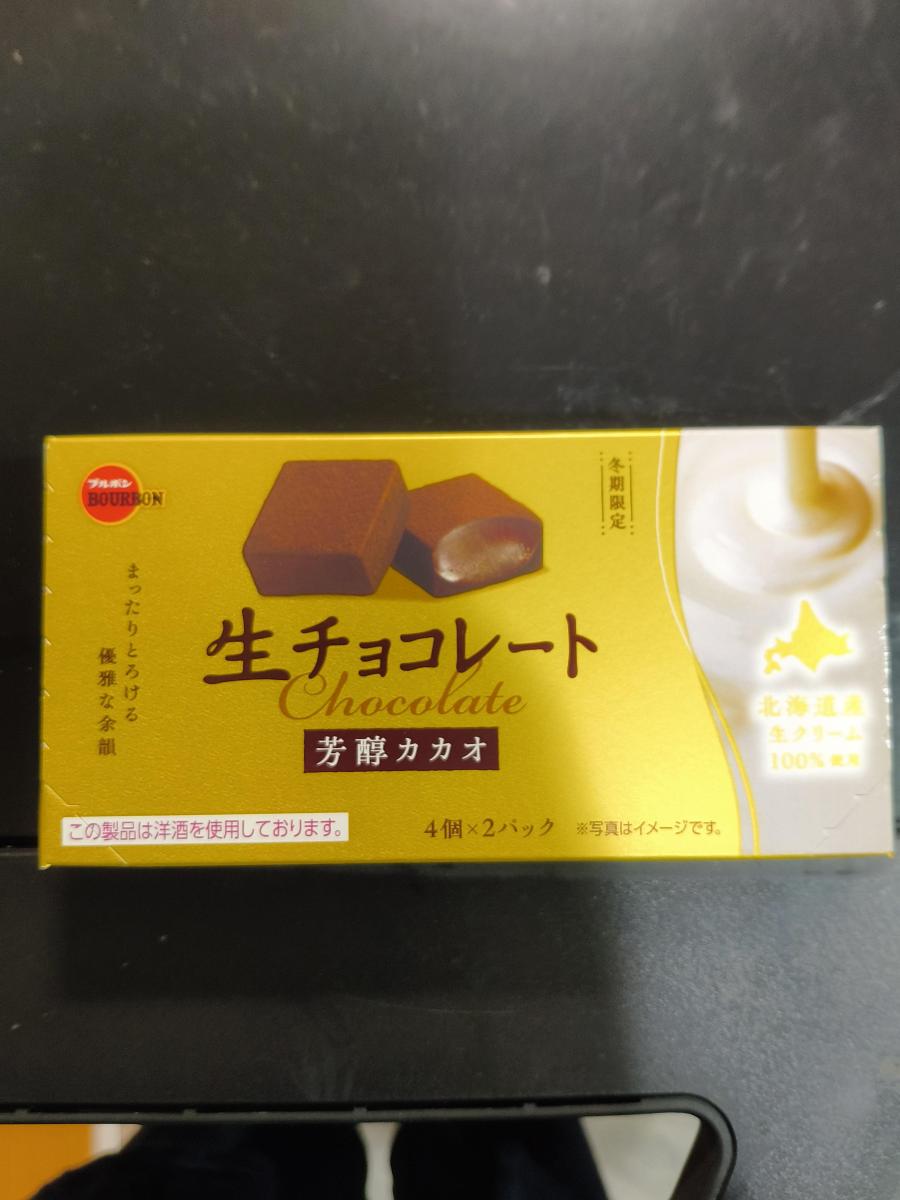 ブルボン
BOURBON
冬期限定
まったりとろける
優雅な余韻
生チョコレート
Chocolate
芳醇カカオ
北海道産
生クリーム
100% 使用
この製品は洋酒を使用しております。
4個×2パック
※写真はイメージです。